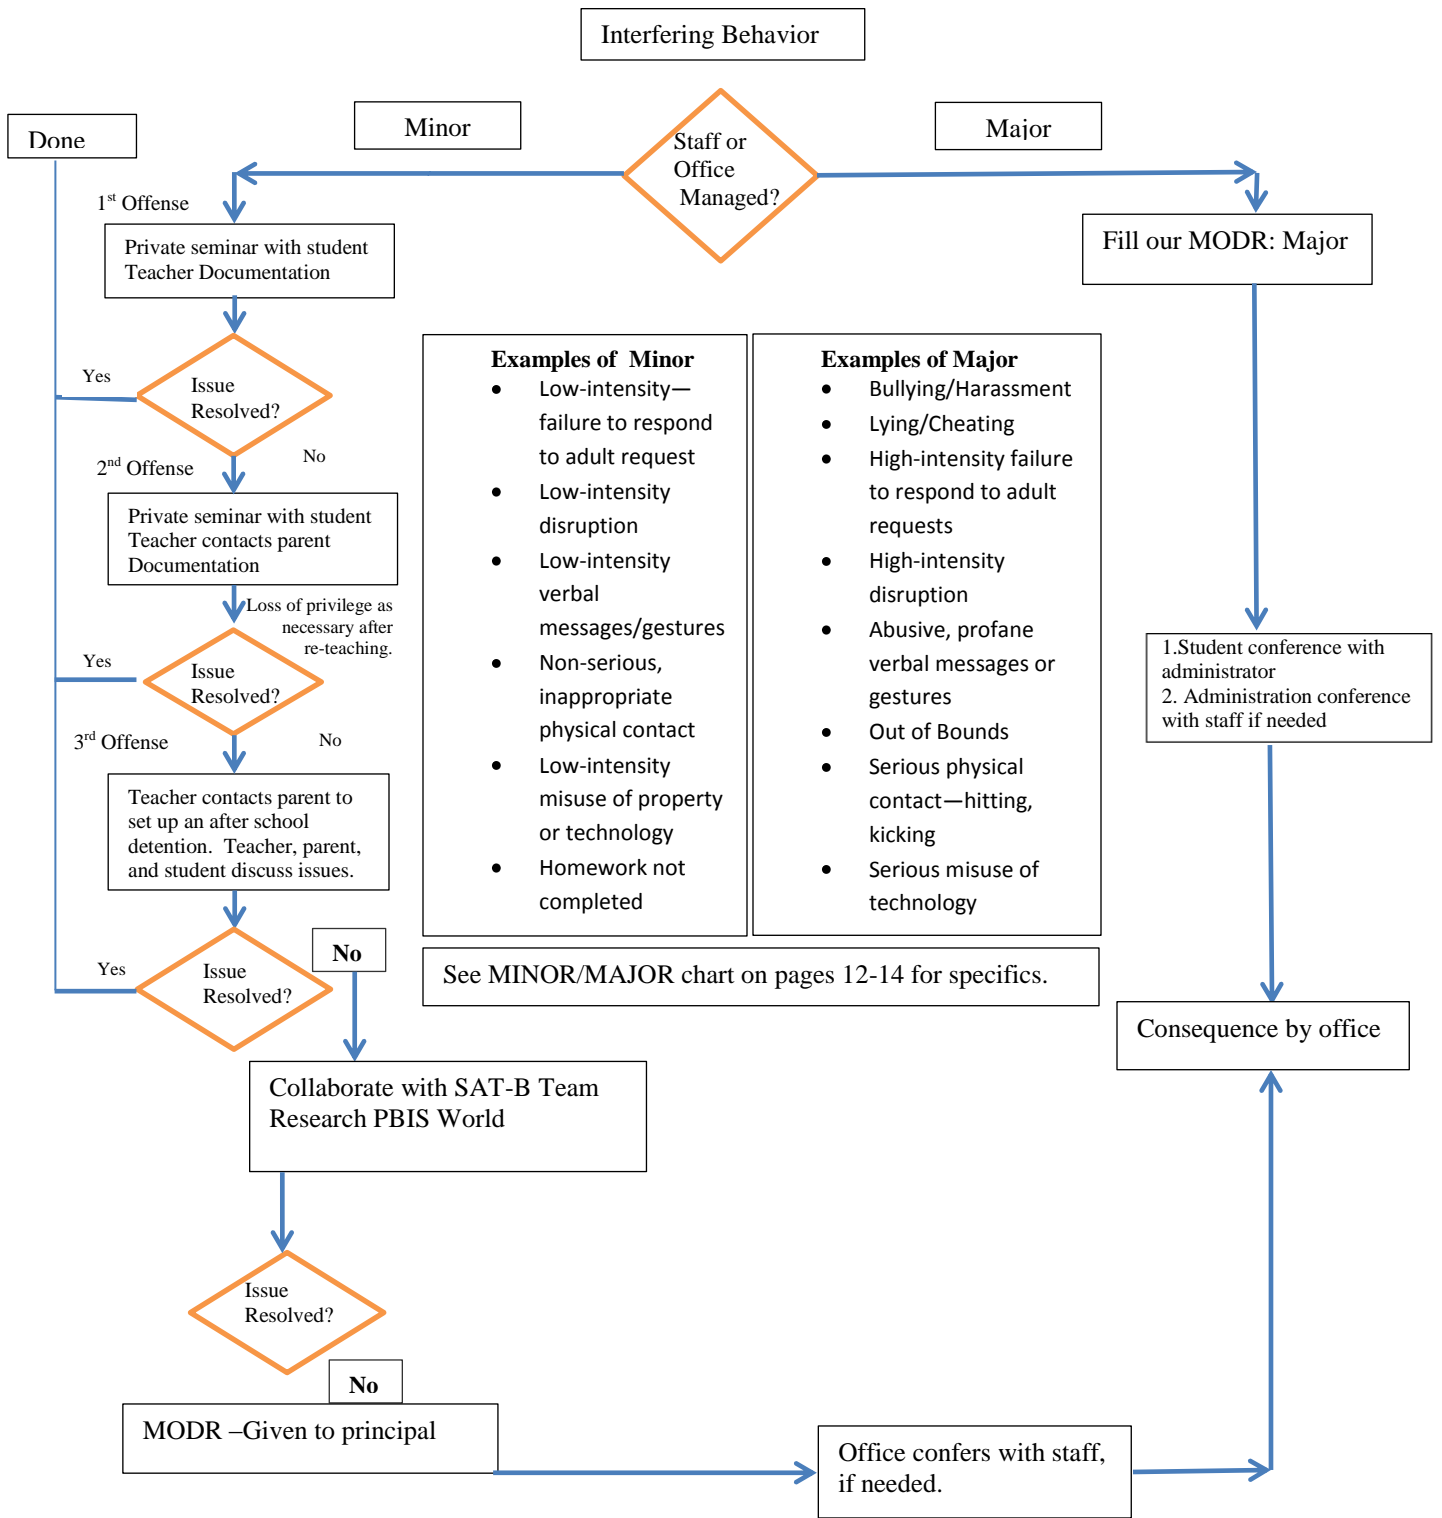 Interfering Behavior
Done
Minor
Staff or
Office
Managed?
Major
1st Offense
Private seminar with student
Teacher Documentation
Fill our MODR: Major
Yes
Issue
Resolved?
No
2nd Offense
Private seminar with student
Teacher contacts parent
Documentation
Loss of privilege as
necessary after
re-teaching.
Yes
Issue
Resolved?
3rd Offense
No
Teacher contacts parent to
set up an after school
detention. Teacher, parent,
and student discuss issues.
Yes
Issue
Resolved?
No
Examples of Minor
• Low-intensity—
failure to respond
to adult request
• Low-intensity
disruption
• Low-intensity
verbal
messages/gestures
• Non-serious,
inappropriate
physical contact
• Low-intensity
misuse of property
or technology
• Homework not
completed
Examples of Major
• Bullying/Harassment
• Lying/Cheating
• High-intensity failure
to respond to adult
requests
• High-intensity
disruption
• Abusive, profane
verbal messages or
gestures
• Out of Bounds
• Serious physical
contact—hitting,
kicking
• Serious misuse of
technology
See MINOR/MAJOR chart on pages 12-14 for specifics.
1.Student conference with
administrator
2. Administration conference
with staff if needed
Consequence by office
Collaborate with SAT-B Team
Research PBIS World
Issue
Resolved?
No
MODR –Given to principal
Office confers with staff,
if needed.